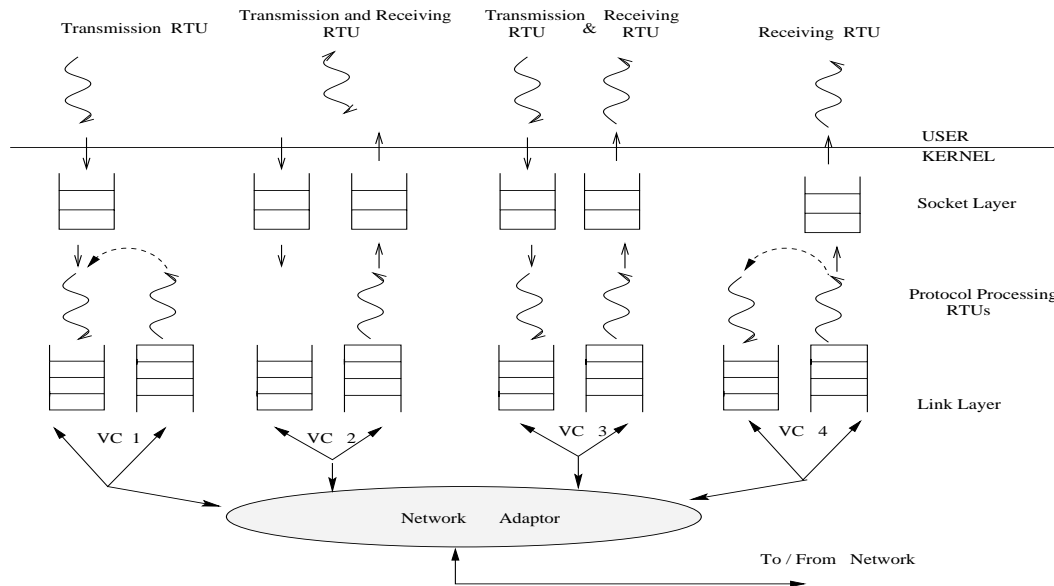 Transmission RTU
Transmission and Receiving
RTU
Transmission & Receiving
RTU RTU
Receiving RTU
USER
KERNEL
Socket Layer
Protocol Processing
RTUs
Link Layer
VC 1
VC 2
VC 3
VC 4
Network Adaptor
To / From Network